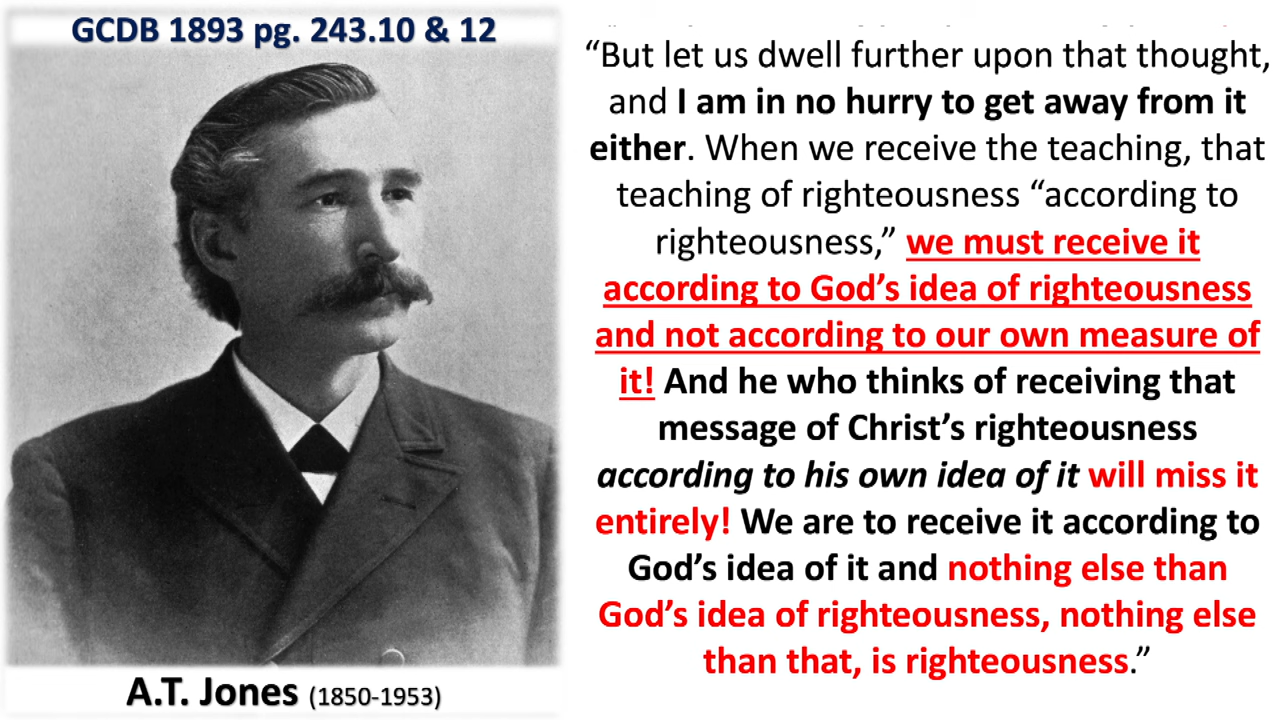 GCDB 1893 pg. 243.10 & 12
“But let us dwell further upon that thought,
and I am in no hurry to get away from it
either. When we receive the teaching, that
teaching of righteousness “according to
righteousness,” we must receive it
according to God’s idea of righteousness
and not according to our own measure of
it! And he who thinks of receiving that
message of Christ’s righteousness
according to his own idea of it will miss it
entirely! We are to receive it according to
God’s idea of it and nothing else than
God’s idea of righteousness, nothing else
than that, is righteousness.”
A.T. Jones (1850-1953)